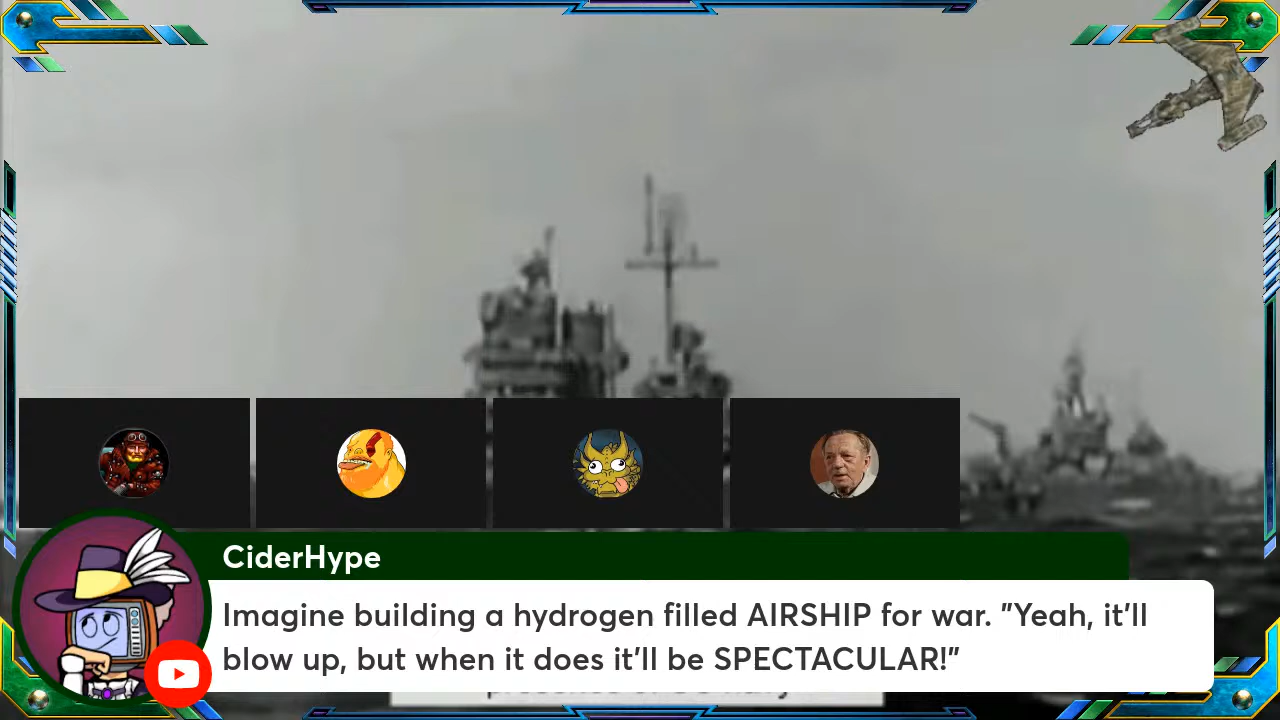 CiderHype
Imagine building a hydrogen filled AIRSHIP for war. "Yeah, it'll
blow up, but when it does it'll be SPECTACULAR!"